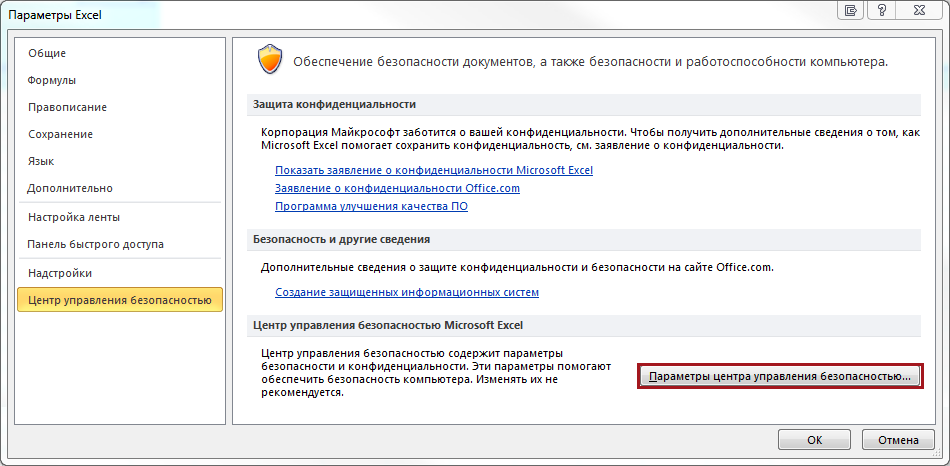 Параметры Excel
Общие
Формулы
Правописание
Сохранение
Язык
Дополнительно
Настройка ленты
Панель быстрого доступа
Надстройки
Центр управления безопасностью
Обеспечение безопасности документов, а также безопасности и работоспособности компьютера.
Защита конфиденциальности
Корпорация Майкрософт заботится о вашей конфиденциальности. Чтобы получить дополнительные сведения о том, как
Microsoft Excel помогает сохранить конфиденциальность, см. заявление о конфиденциальности.
Показать заявление о конфиденциальности Microsoft Excel
Заявление о конфиденциальности Office.com
Программа улучшения качества ПО
Безопасность и другие сведения
Дополнительные сведения о защите конфиденциальности и безопасности на сайте Office.com.
Создание защищенных информационных систем
Центр управления безопасностью Microsoft Excel
Центр управления безопасностью содержит параметры
безопасности и конфиденциальности. Эти параметры помогают
обеспечить безопасность компьютера. Изменять их не
рекомендуется.
Параметры центра управления безопасностью...
ОК
Отмена